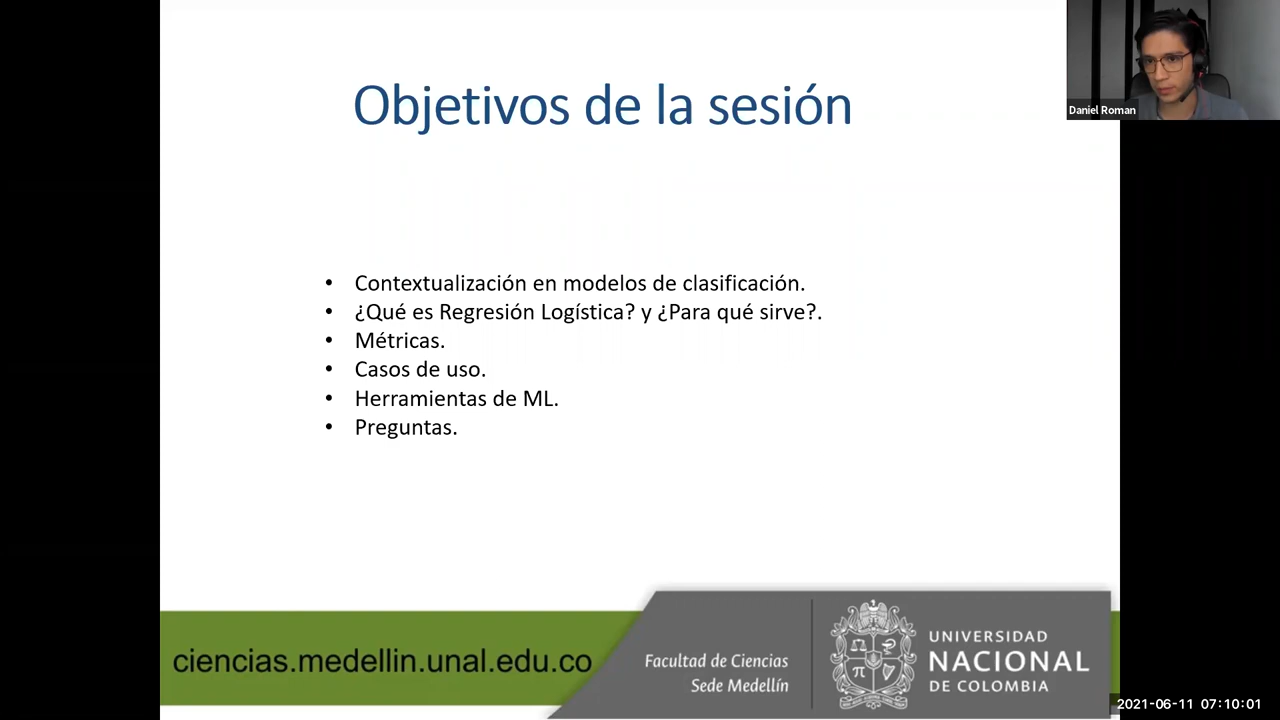 Objetivos de la sesión
Daniel Roman
• Contextualización en modelos de clasificación.
• ¿Qué es Regresión Logística? y ¿Para qué sirve?.
• Métricas.
• Casos de uso.
• Herramientas de ML.
• Preguntas.
ciencias.medellin.unal.edu.co
Facultad de Ciencias
Sede Medellín
π
UNIVERSIDAD
NACIONAL
DE COLOMBIA
2021-06-11 07:10:01